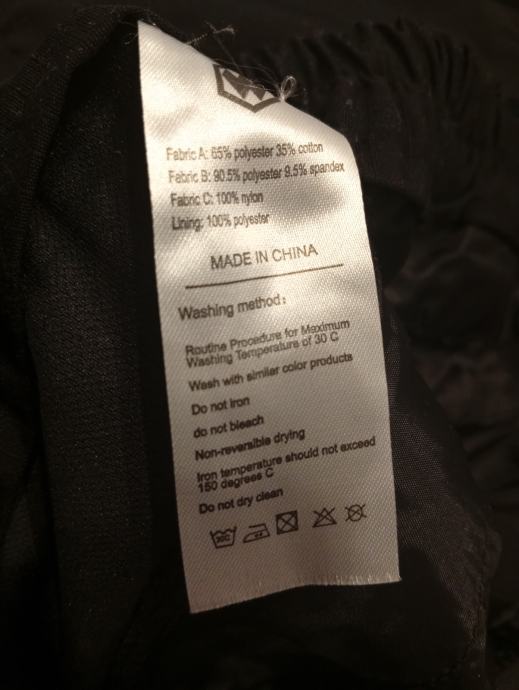 Fabric A: 65% polyester 35% cotton
Fabric B: 90.5% polyester 9.5% spandex
Fabric C: 100% nylon
Lining: 100% polyester
MADE IN CHINA
Washing method:
Routine Procedure for Maximum
Washing Temperature of 30 C
Wash with similar color products
Do not Iron
do not bleach
Non-reversible drying
Iron temperature should not exceed
150 degrees C
Do not dry clean
30C